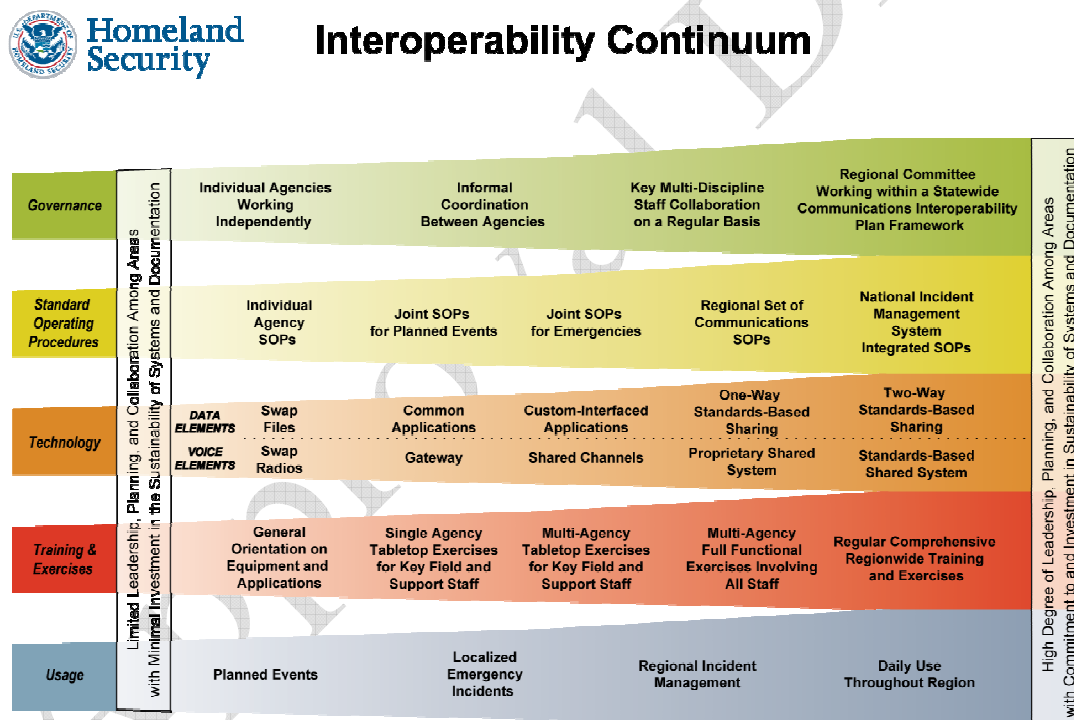 Homeland
Security
Interoperability Continuum
Limited Leadership, Planning, and Collaboration Among Areas
with Minimal Investment in the Sustainability of Systems and Documentation
Governance
Individual Agencies
Working
Independently
Informal
Coordination
Between Agencies
Key Multi-Discipline
Staff Collaboration
on a Regular Basis
Regional Committee
Working within a Statewide
Communications Interoperability
Plan Framework
Standard
Operating
Procedures
Individual
Agency
SOPs
Joint SOPs
for Planned Events
Joint SOPs
for Emergencies
Regional Set of
Communications
SOPs
National Incident
Management
System
Integrated SOPs
Technology
DATA
ELEMENTS
Swap
Files
Common
Applications
Custom-Interfaced
Applications
One-Way
Standards-Based
Sharing
Two-Way
Standards-Based
Sharing
VOICE
ELEMENTS
Swap
Radios
Gateway
Shared Channels
Proprietary Shared
System
Standards-Based
Shared System
Training &
Exercises
General
Orientation on
Equipment and
Applications
Single Agency
Tabletop Exercises
for Key Field and
Support Staff
Multi-Agency
Tabletop Exercises
for Key Field and
Support Staff
Multi-Agency
Full Functional
Exercises Involving
All Staff
Regular Comprehensive
Regionwide Training
and Exercises
Usage
Planned Events
Localized
Emergency
Incidents
Regional Incident
Management
Daily Use
Throughout Region
High Degree of Leadership, Planning, and Collaboration Among Areas
with Commitment to and Investment in Sustainability of Systems and Documentation